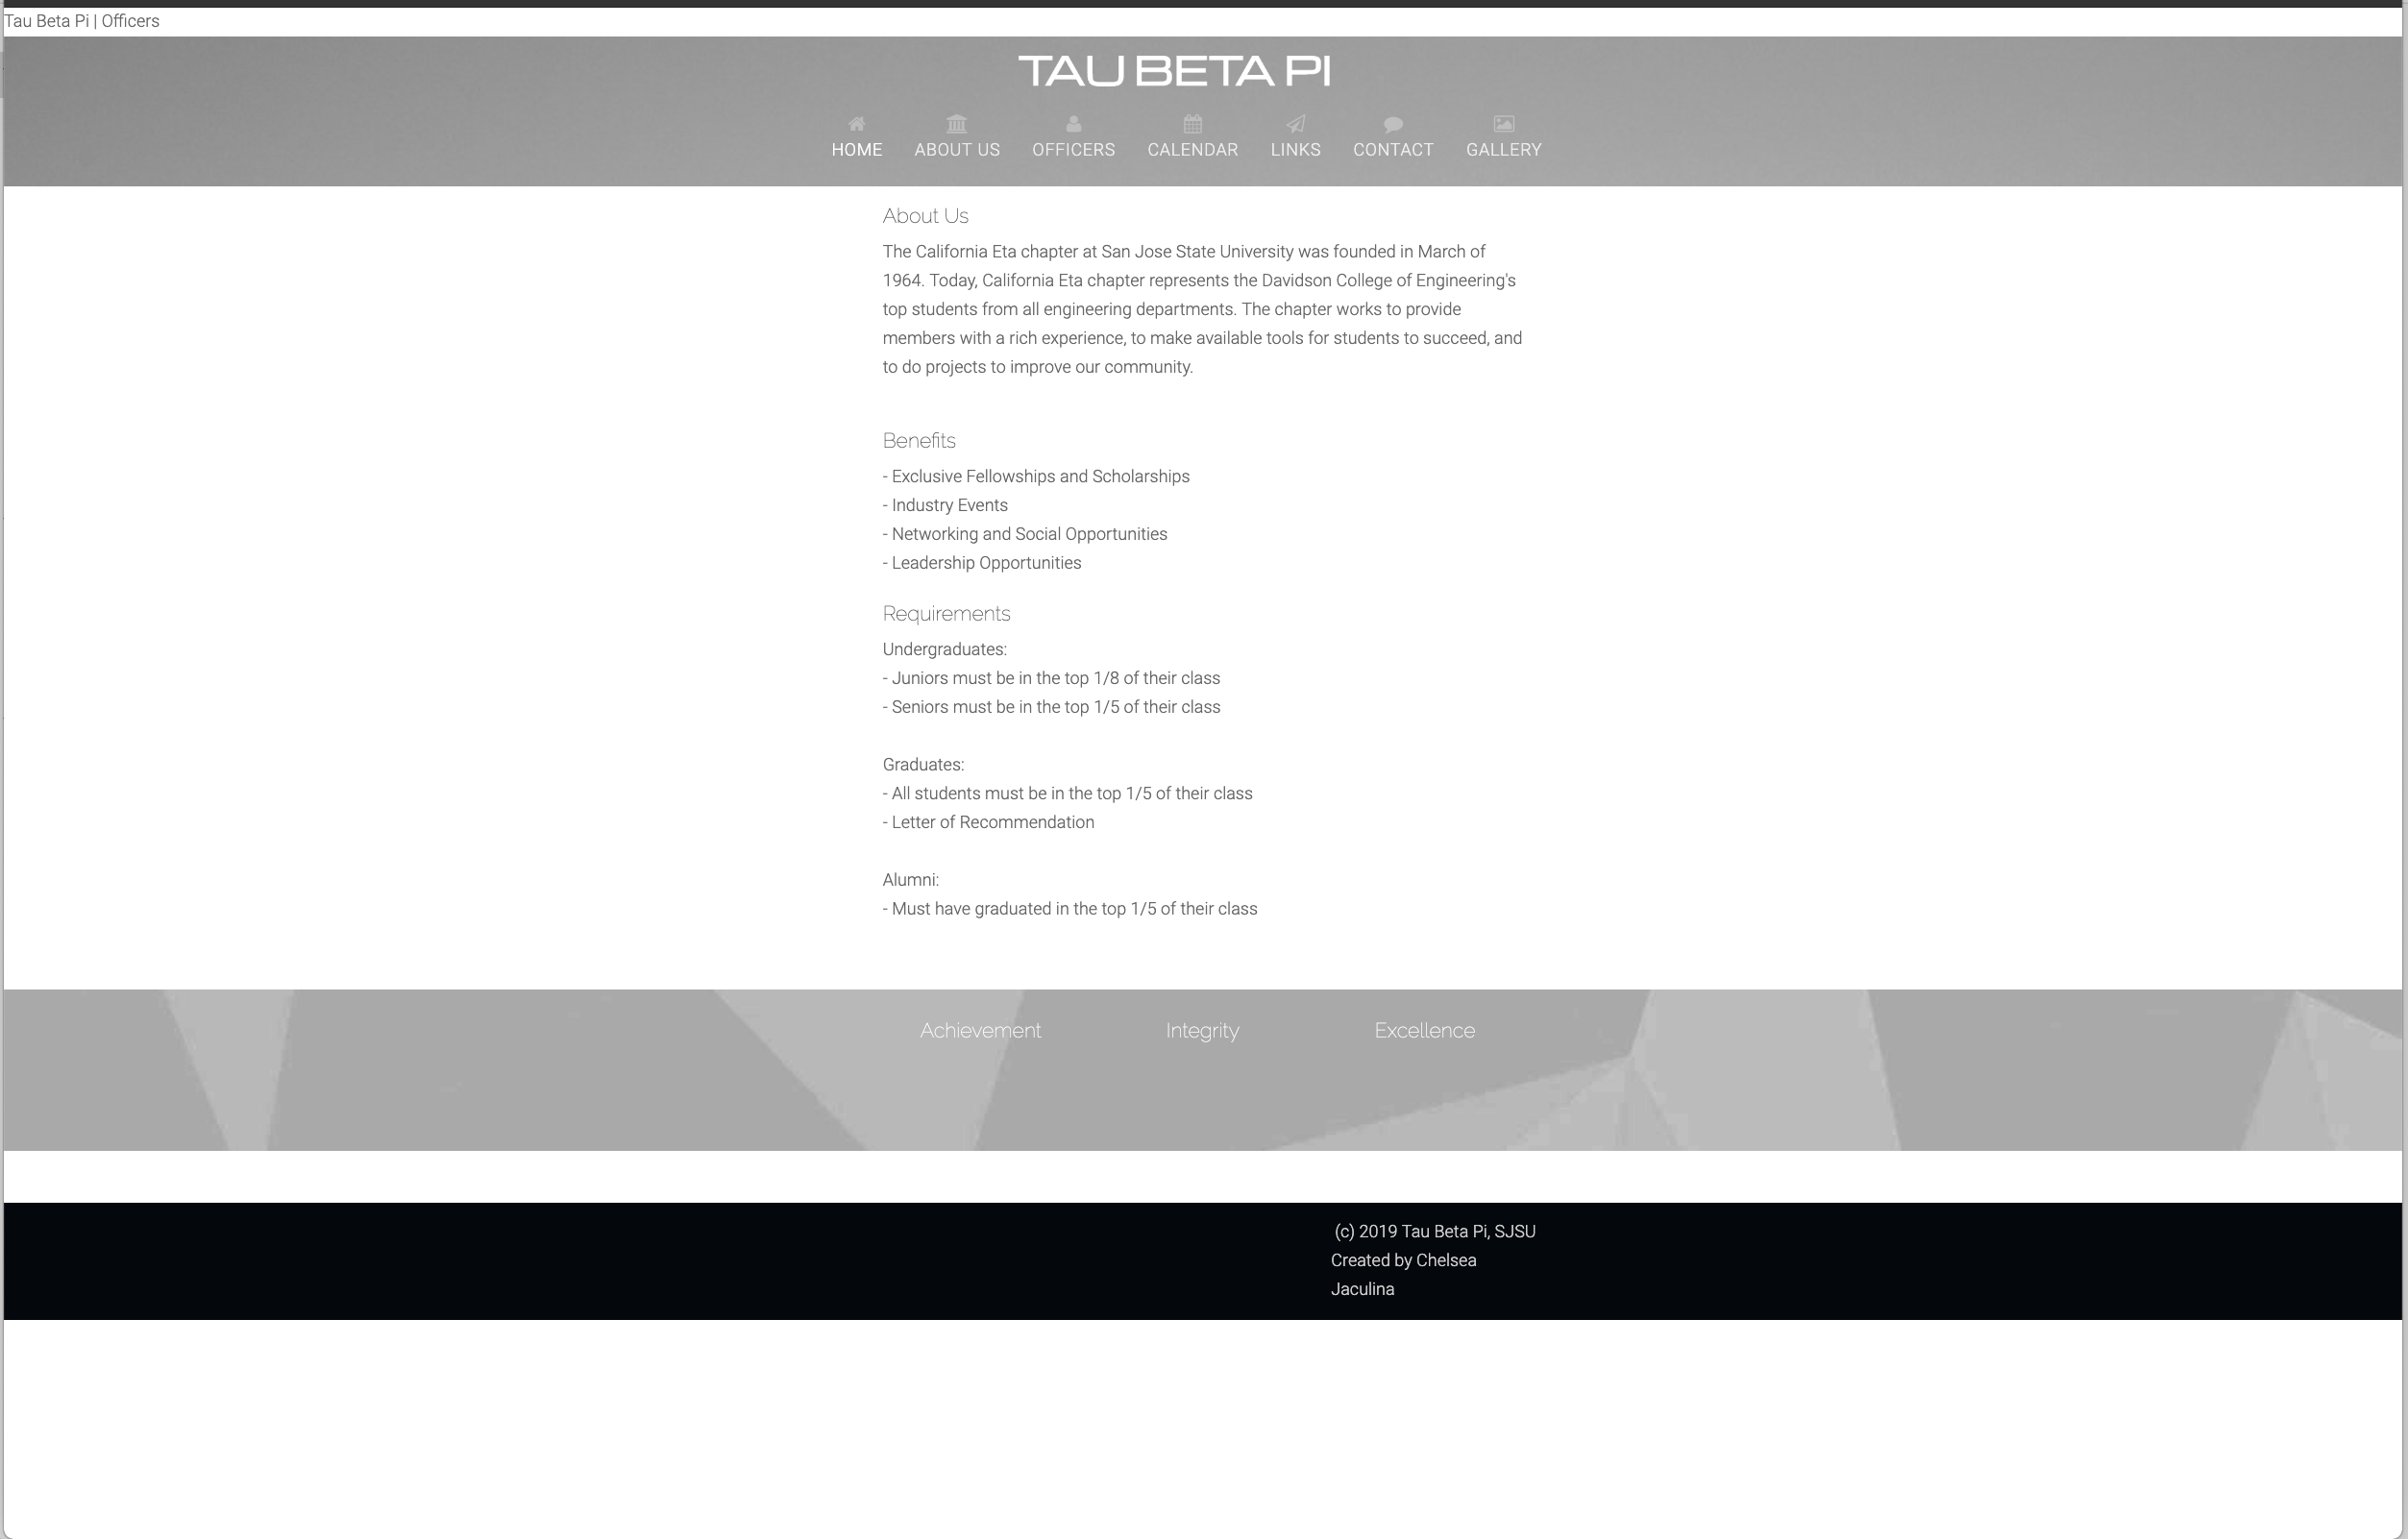 Tau Beta Pi | Officers
TAU BETA PI
HOME ABOUT US OFFICERS CALENDAR LINKS CONTACT GALLERY
About Us
The California Eta chapter at San Jose State University was founded in March of
1964. Today, California Eta chapter represents the Davidson College of Engineering's
top students from all engineering departments. The chapter works to provide
members with a rich experience, to make available tools for students to succeed, and
to do projects to improve our community.
Benefits
- Exclusive Fellowships and Scholarships
- Industry Events
- Networking and Social Opportunities
- Leadership Opportunities
Requirements
Undergraduates:
- Juniors must be in the top 1/8 of their class
- Seniors must be in the top 1/5 of their class
Graduates:
- All students must be in the top 1/5 of their class
- Letter of Recommendation
Alumni:
- Must have graduated in the top 1/5 of their class
Achievement Integrity Excellence
(c) 2019 Tau Beta Pi, SJSU
Created by Chelsea
Jaculina